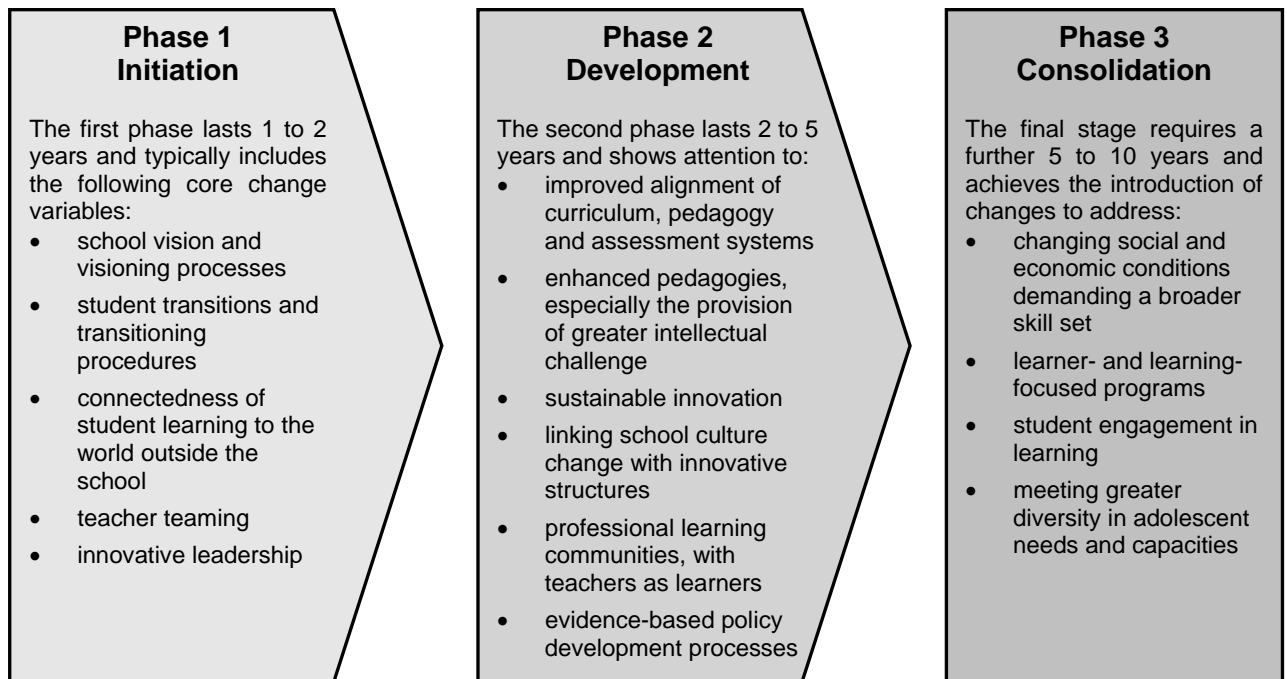 Phase 1
Initiation
The first phase lasts 1 to 2
years and typically includes
the following core change
variables:
• school vision and
visioning processes
• student transitions and
transitioning
procedures
• connectedness of
student learning to the
world outside the
school
• teacher teaming
• innovative leadership
Phase 2
Development
The second phase lasts 2 to 5
years and shows attention to:
• improved alignment of
curriculum, pedagogy
and assessment systems
• enhanced pedagogies,
especially the provision
of greater intellectual
challenge
• sustainable innovation
• linking school culture
change with innovative
structures
• professional learning
communities, with
teachers as learners
• evidence-based policy
development processes
Phase 3
Consolidation
The final stage requires a
further 5 to 10 years and
achieves the introduction of
changes to address:
• changing social and
economic conditions
demanding a broader
skill set
• learner- and learning-
focused programs
• student engagement in
learning
• meeting greater
diversity in adolescent
needs and capacities